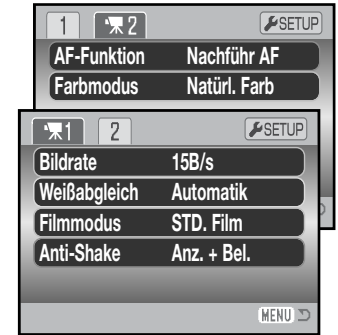 1 2 SETUP
AF-Funktion Nachführ AF
Farbmodus Natürl. Farb
1 2 SETUP
Bildrate 15B/s
Weißabgleich Automatik
Filmmodus STD. Film
Anti-Shake Anz. + Bel.
MENU